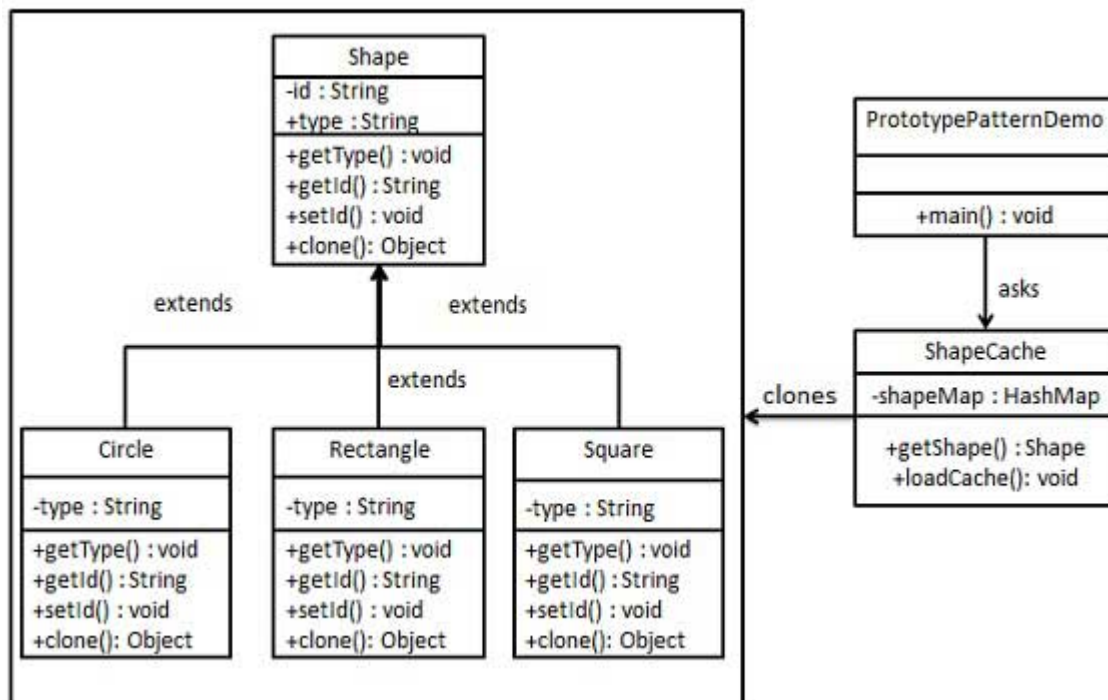 Shape
-id : String
+type : String
+getType() : void
+getId() : String
+setId() : void
+clone(): Object
extends
extends
extends
Circle
-type : String
+getType() : void
+getId() : String
+setId() : void
+clone(): Object
Rectangle
-type : String
+getType() : void
+getId() : String
+setId() : void
+clone(): Object
Square
-type : String
+getType() : void
+getId() : String
+setId() : void
+clone(): Object
PrototypePatternDemo
+main() : void
asks
ShapeCache
-shapeMap : HashMap
+getShape() : Shape
+loadCache(): void
clones